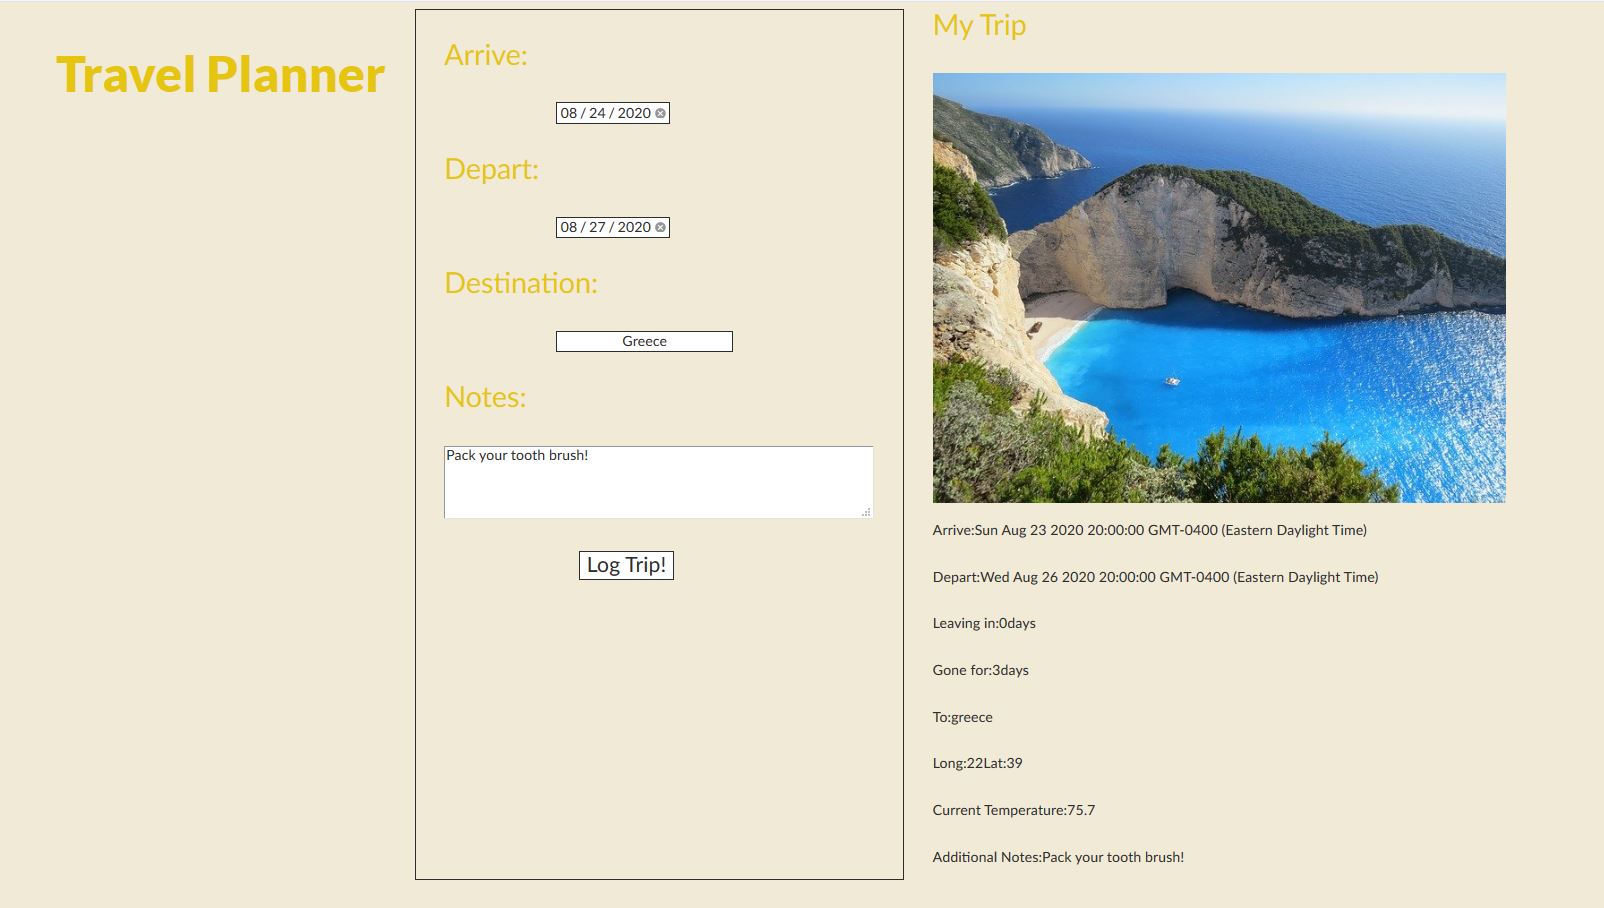 Travel Planner
Arrive:
08 / 24 / 2020
Depart:
08 / 27 / 2020
Destination:
Greece
Notes:
Pack your tooth brush!
Log Trip!
My Trip
Arrive:Sun Aug 23 2020 20:00:00 GMT-0400 (Eastern Daylight Time)
Depart:Wed Aug 26 2020 20:00:00 GMT-0400 (Eastern Daylight Time)
Leaving in:0days
Gone for:3days
To:greece
Long:22Lat:39
Current Temperature:75.7
Additional Notes:Pack your tooth brush!